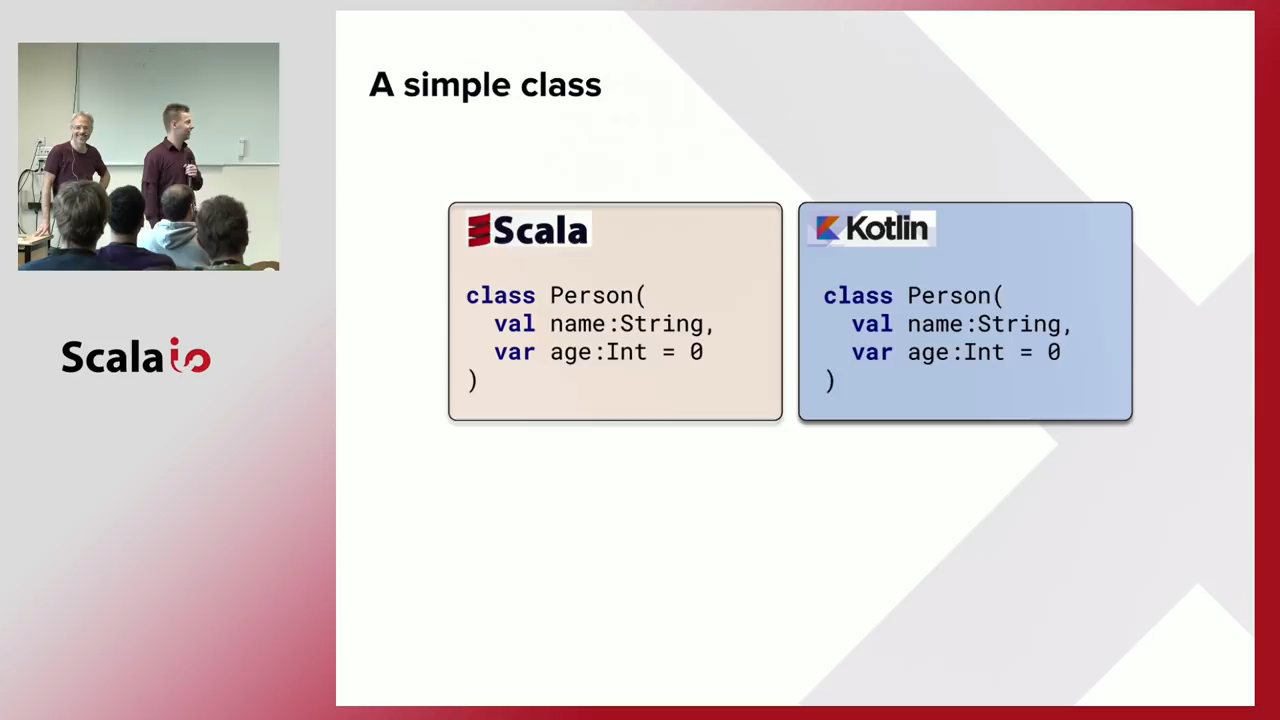 A simple class
Scala
class Person(
  val name:String,
  var age:Int = 0
)
Kotlin
class Person(
  val name:String,
  var age:Int = 0
)
Scala io